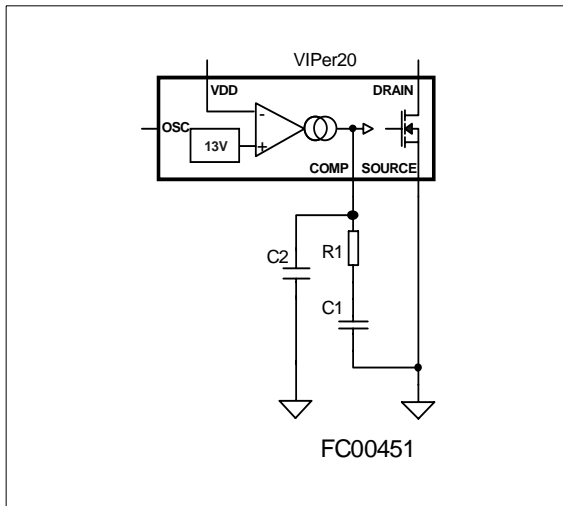 VIPer20
VDD
DRAIN
-
OSC
13V
+
COMP SOURCE
C2
R1
C1
FC00451